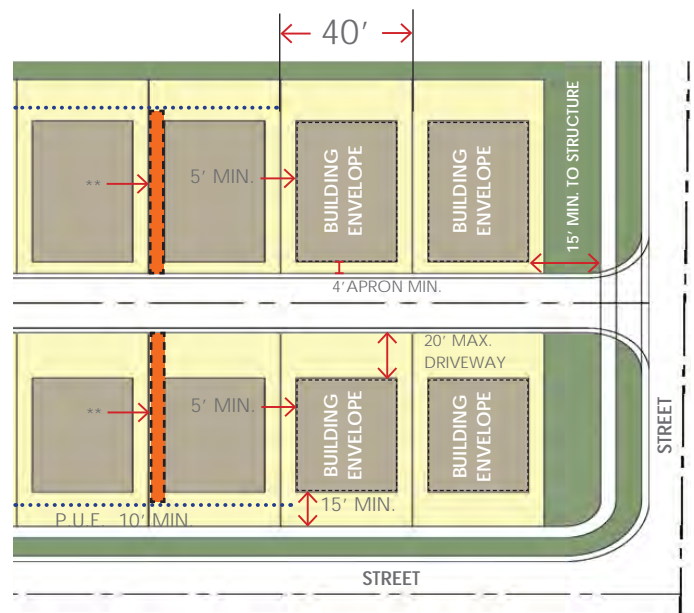 40'
**
5' MIN.
BUILDING
ENVELOPE
BUILDING
ENVELOPE
15' MIN. TO STRUCTURE
4' APRON MIN.
20' MAX.
DRIVEWAY
**
5' MIN.
BUILDING
ENVELOPE
BUILDING
ENVELOPE
STREET
15' MIN.
P.U.E. 10' MIN.
STREET